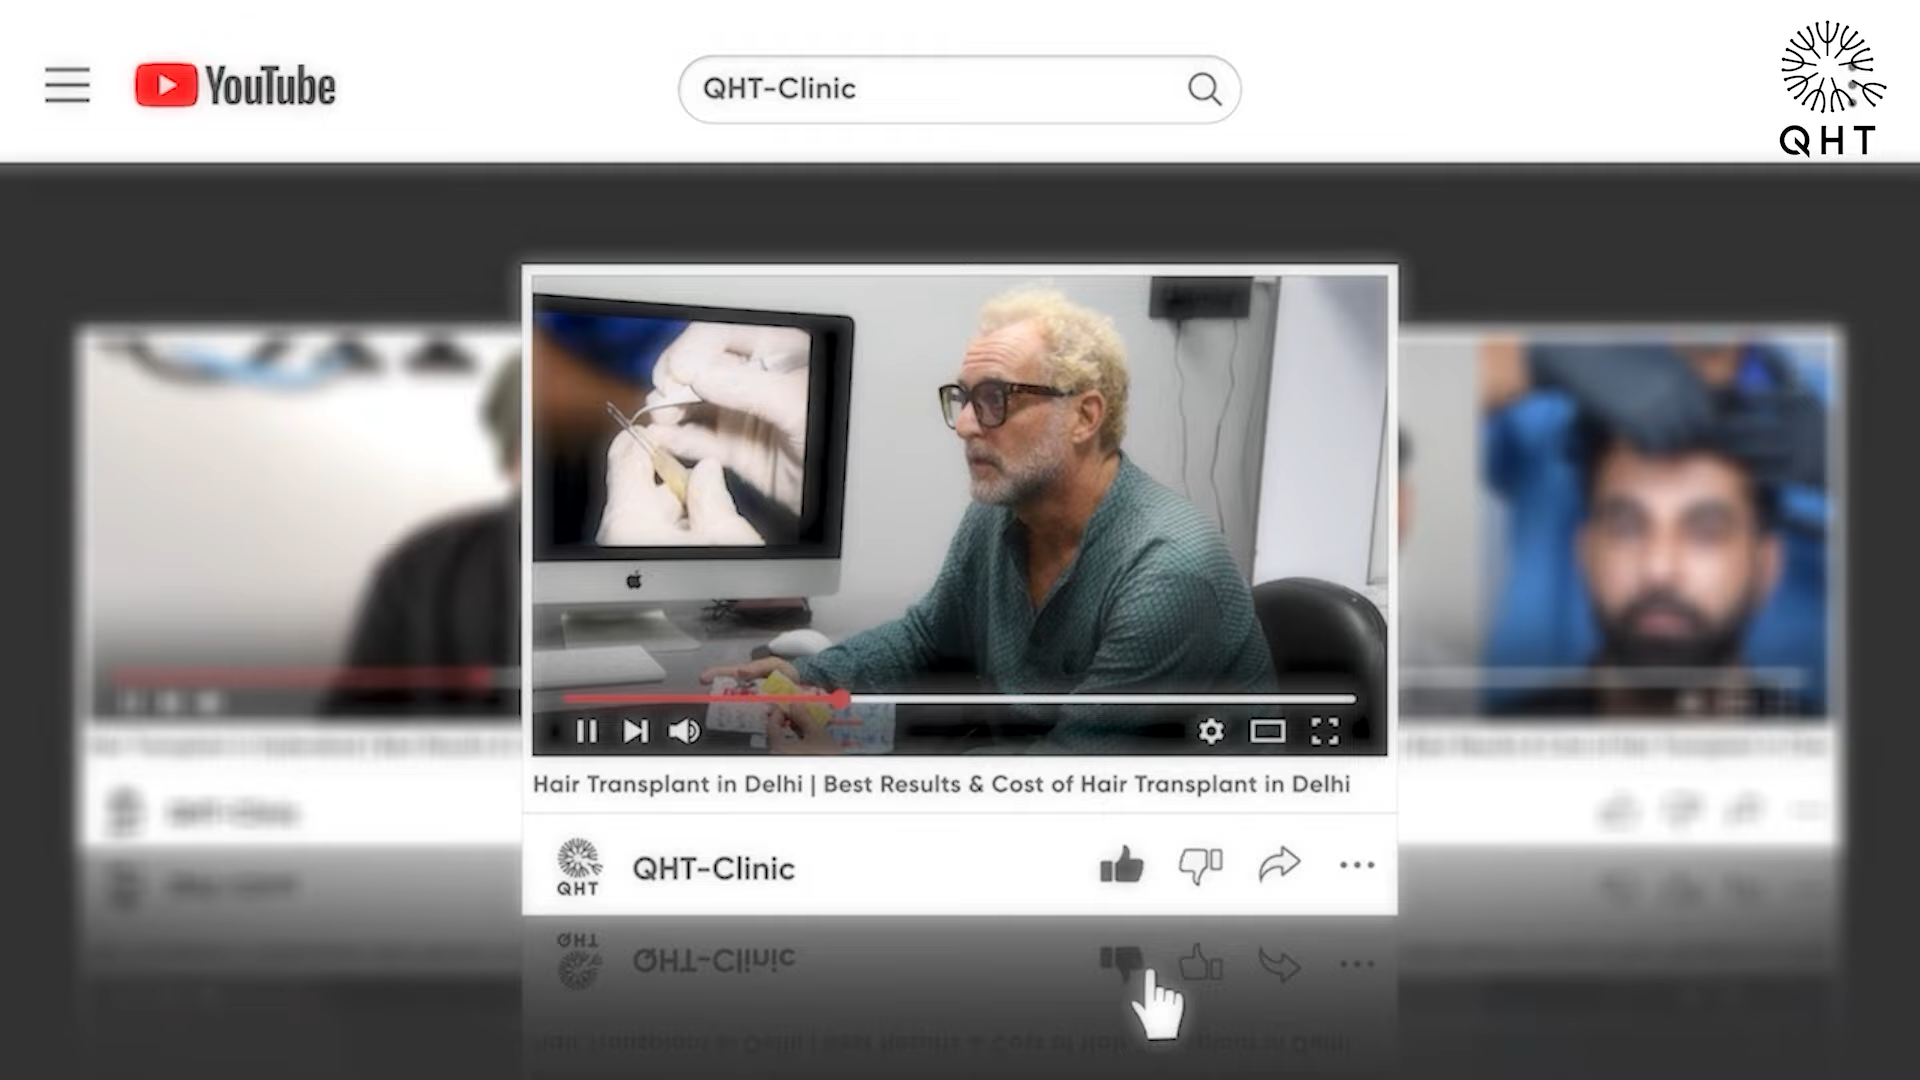 YouTube
QHT-Clinic
QHT
Hair Transplant in Delhi | Best Results & Cost of Hair Transplant in Delhi
QHT
QHT-Clinic